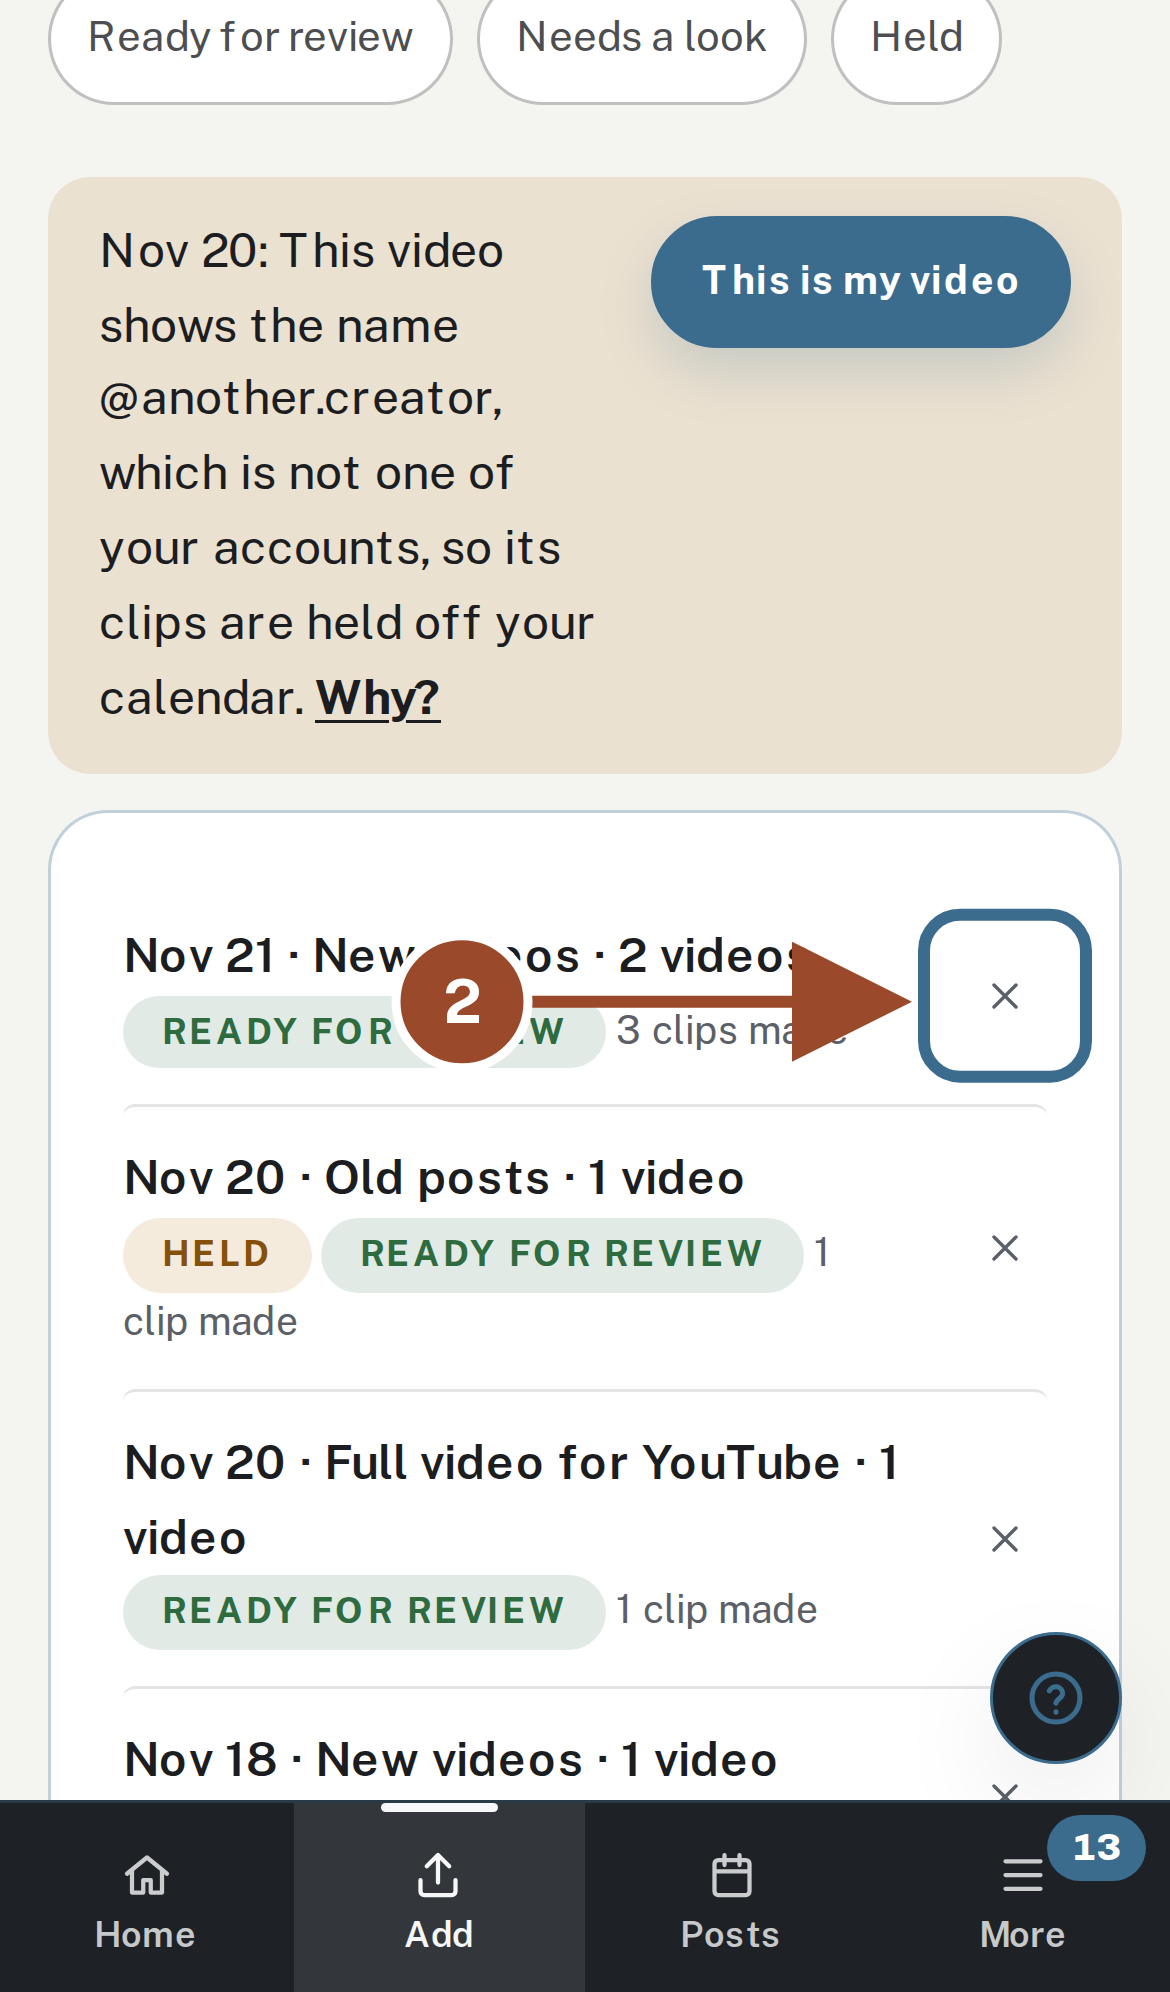 Ready for review
Needs a look
Held
Nov 20: This video
shows the name
@another.creator,
which is not one of
your accounts, so its
clips are held off your
calendar. Why?
This is my video
Nov 21 · New · 2 videos
READY FOR
2
3 clips
Nov 20 · Old posts · 1 video
HELD
READY FOR REVIEW
1
clip made
Nov 20 · Full video for YouTube · 1
video
READY FOR REVIEW
1 clip made
Nov 18 · New videos · 1 video
Home
Add
Posts
More
13